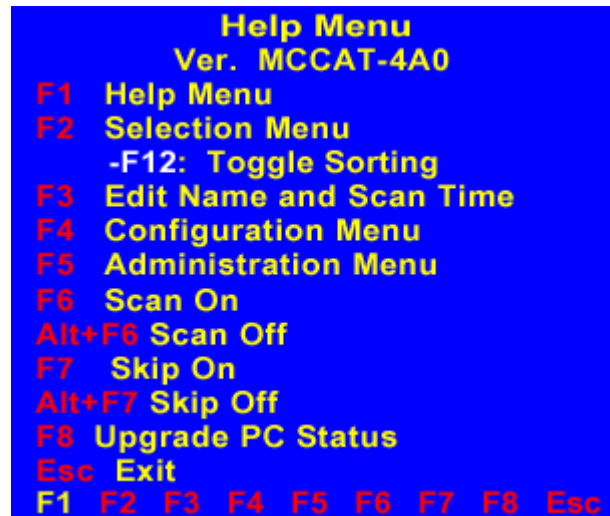 Help Menu
Ver. MCCAT-4A0
F1 Help Menu
F2 Selection Menu
-F12: Toggle Sorting
F3 Edit Name and Scan Time
F4 Configuration Menu
F5 Administration Menu
F6 Scan On
Alt+F6 Scan Off
F7 Skip On
Alt+F7 Skip Off
F8 Upgrade PC Status
Esc Exit
F1 F2 F3 F4 F5 F6 F7 F8 Esc